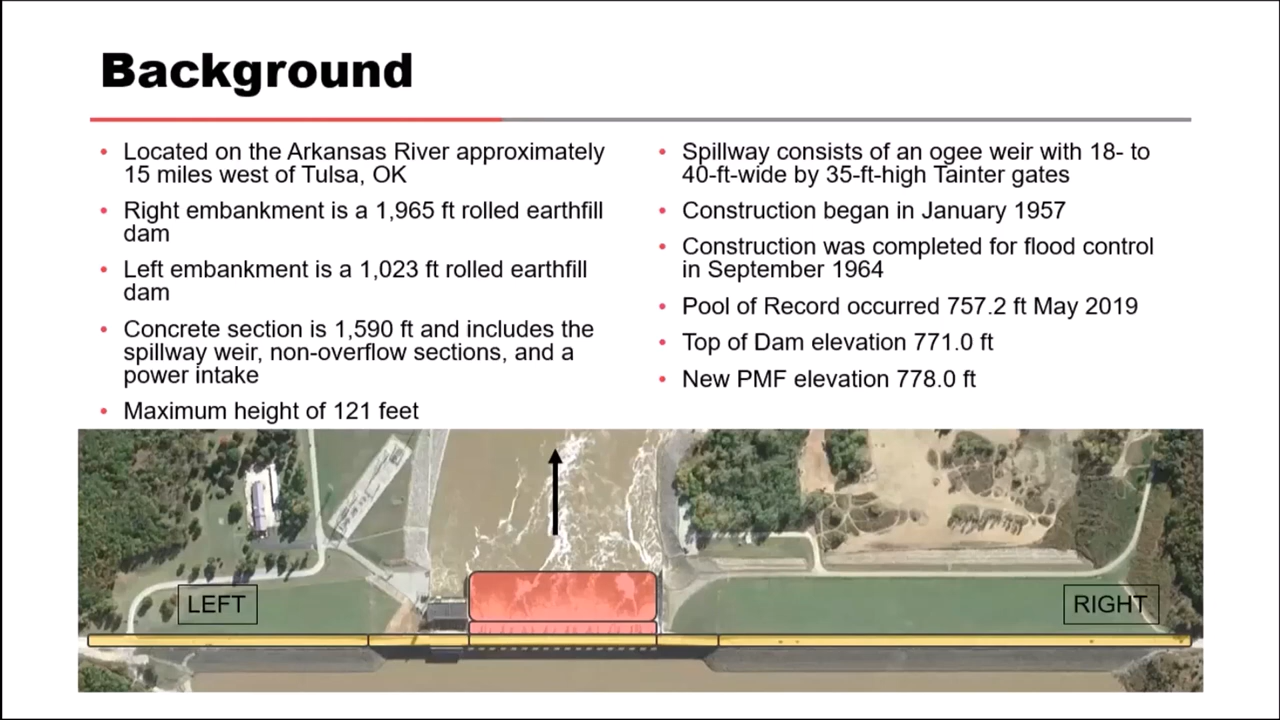 Background
• Located on the Arkansas River approximately
15 miles west of Tulsa, OK
• Right embankment is a 1,965 ft rolled earthfill
dam
• Left embankment is a 1,023 ft rolled earthfill
dam
• Concrete section is 1,590 ft and includes the
spillway weir, non-overflow sections, and a
power intake
• Maximum height of 121 feet
• Spillway consists of an ogee weir with 18- to
40-ft-wide by 35-ft-high Tainter gates
• Construction began in January 1957
• Construction was completed for flood control
in September 1964
• Pool of Record occurred 757.2 ft May 2019
• Top of Dam elevation 771.0 ft
• New PMF elevation 778.0 ft
LEFT
RIGHT